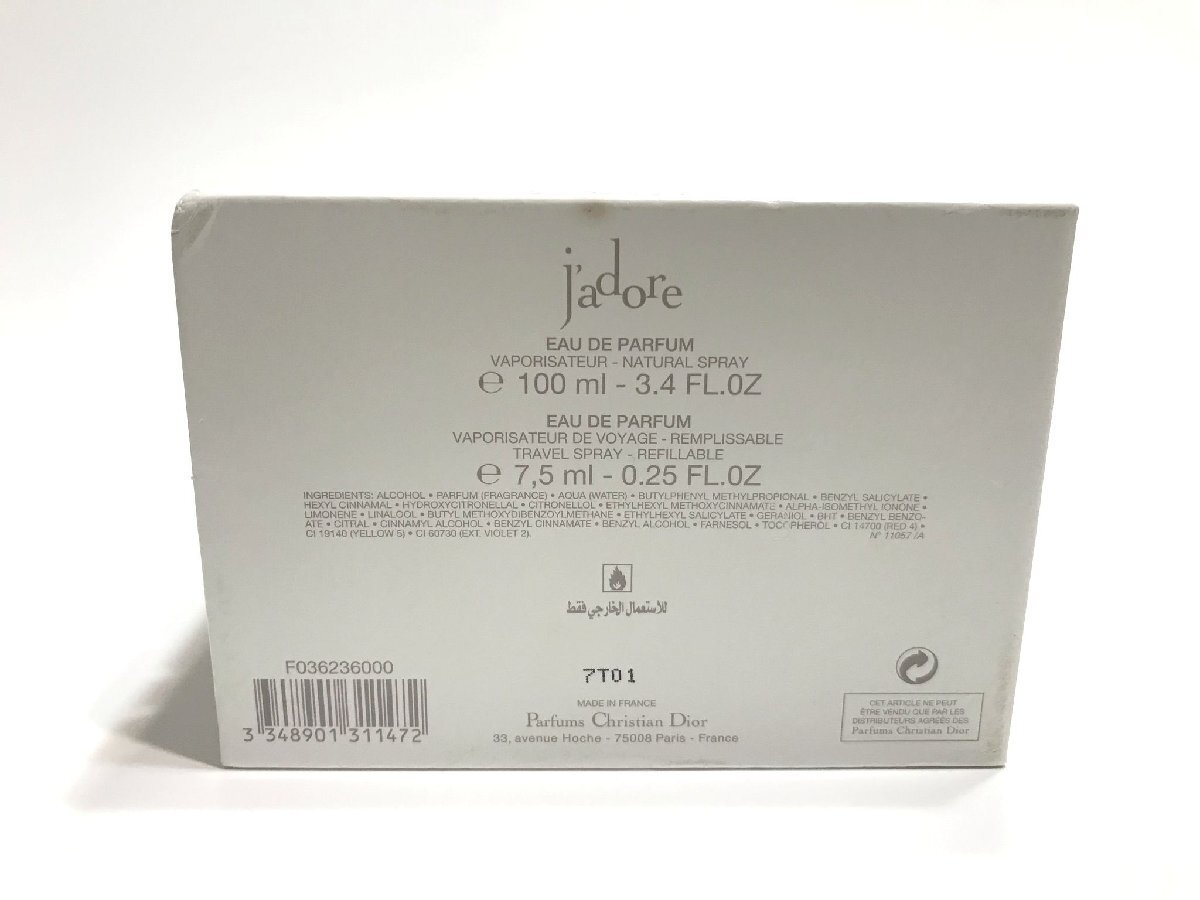 j'adore
EAU DE PARFUM
VAPORISATEUR - NATURAL SPRAY
℮ 100 ml - 3.4 FL.OZ
EAU DE PARFUM
VAPORISATEUR DE VOYAGE - REMPLISSABLE
TRAVEL SPRAY - REFILLABLE
℮ 7,5 ml - 0.25 FL.OZ
INGREDIENTS: ALCOHOL • PARFUM (FRAGRANCE) • AQUA (WATER) • BUTYLPHENYL METHYLPROPIONAL • BENZYL SALICYLATE •
HEXYL CINNAMAL • HYDROXYCITRONELLAL • CITRONELLOL • ETHYLHEXYL METHOXYCINNAMATE • ALPHA-ISOMETHYL IONONE •
LIMONENE • LINALOOL • BUTYL METHOXYDIBENZOYLMETHANE • ETHYLHEXYL SALICYLATE • GERANIOL • BHT • BENZYL BENZO-
ATE • CITRAL • CINNAMYL ALCOHOL • BENZYL CINNAMATE • BENZYL ALCOHOL • FARNESOL • TOCOPHEROL • CI 14700 (RED 4) •
CI 19140 (YELLOW 5) • CI 60730 (EXT. VIOLET 2).
N° 11057 /A
للأستعمال الخارجي فقط
F036236000
3 348901 311472
7T01
MADE IN FRANCE
Parfums Christian Dior
33, avenue Hoche - 75008 Paris - France
CET ARTICLE NE PEUT
ÊTRE VENDU QUE PAR LES
DISTRIBUTEURS AGRÉÉS DES
Parfums Christian Dior